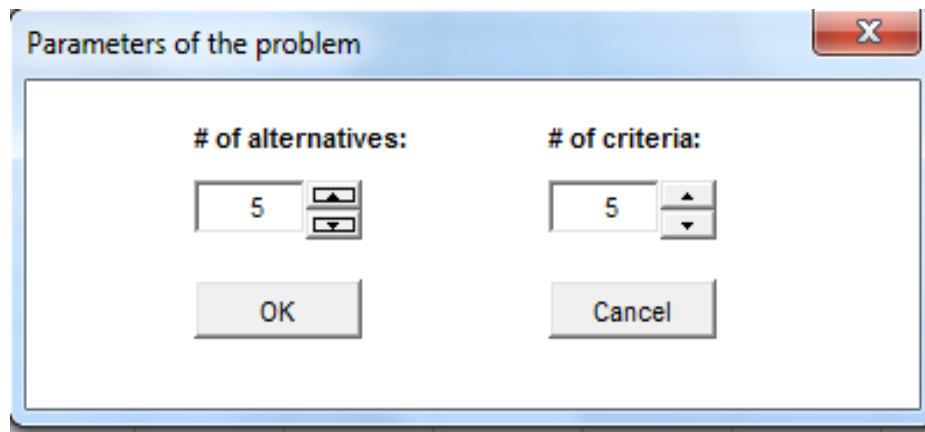 Parameters of the problem
# of alternatives: # of criteria:
5 5
OK Cancel